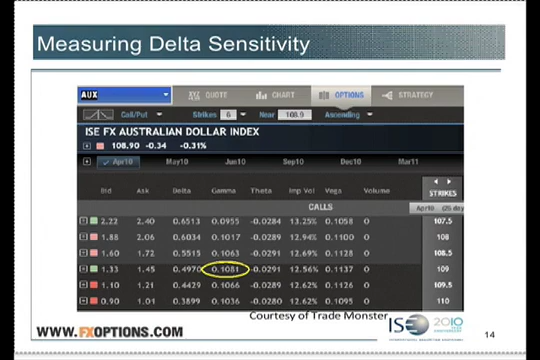 Measuring Delta Sensitivity
AUX XYZ QUOTE CHART OPTIONS STRATEGY
Call/Put Strikes 6 Near 108.9 Ascending
ISE FX AUSTRALIAN DOLLAR INDEX
108.90 -0.34 -0.31%
Apr10 May10 Jun10 Sep10 Dec10 Mar11
Bid Ask Delta Gamma Theta Imp Vol Vega Volume STRIKES
CALLS Apr10 (26 day
2.22 2.40 0.6513 0.0955 -0.0284 13.25% 0.1058 0 107.5
1.88 2.06 0.6034 0.1017 -0.0289 12.94% 0.1100 0 108
1.60 1.72 0.5515 0.1063 -0.0291 12.69% 0.1128 0 108.5
1.33 1.45 0.4970 0.1081 -0.0291 12.56% 0.1137 0 109
1.10 1.21 0.4429 0.1066 -0.0288 12.62% 0.1126 0 109.5
0.90 1.01 0.3899 0.1036 -0.0280 12.62% 0.1095 0 110
Courtesy of Trade Monster
WWW.FXOPTIONS.COM ISE 2010 14